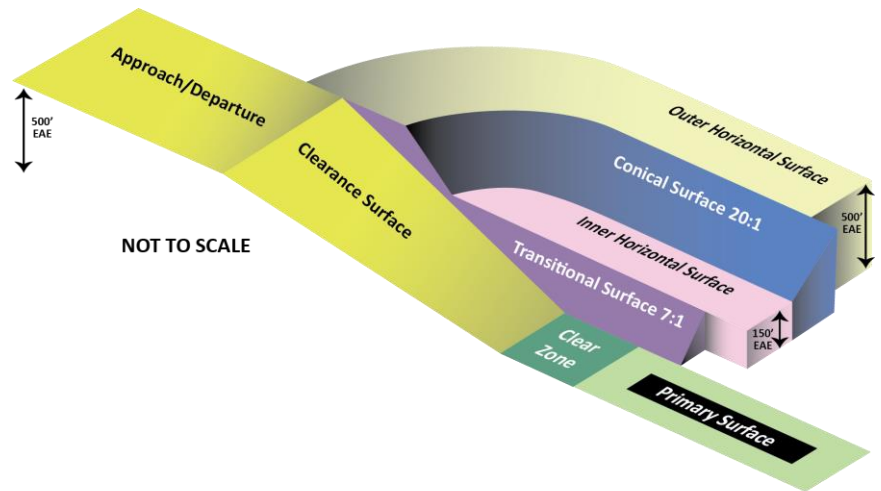 Approach/Departure
500'
EAE
Clearance Surface
NOT TO SCALE
Outer Horizontal Surface
Conical Surface 20:1
500'
EAE
Inner Horizontal Surface
Transitional Surface 7:1
150'
EAE
Clear
Zone
Primary Surface